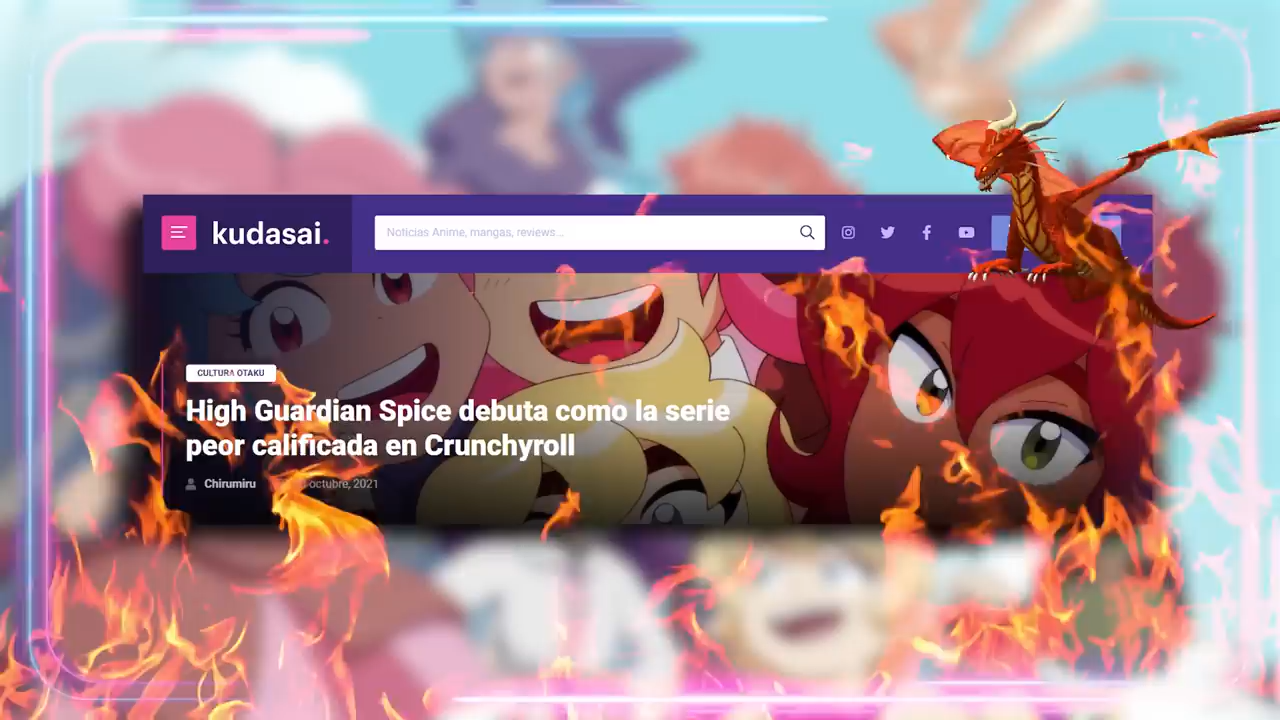 kudasai.
Noticias Anime, mangas, reviews...
CULTURA OTAKU
High Guardian Spice debuta como la serie
peor calificada en Crunchyroll
Chirumiru
octubre, 2021